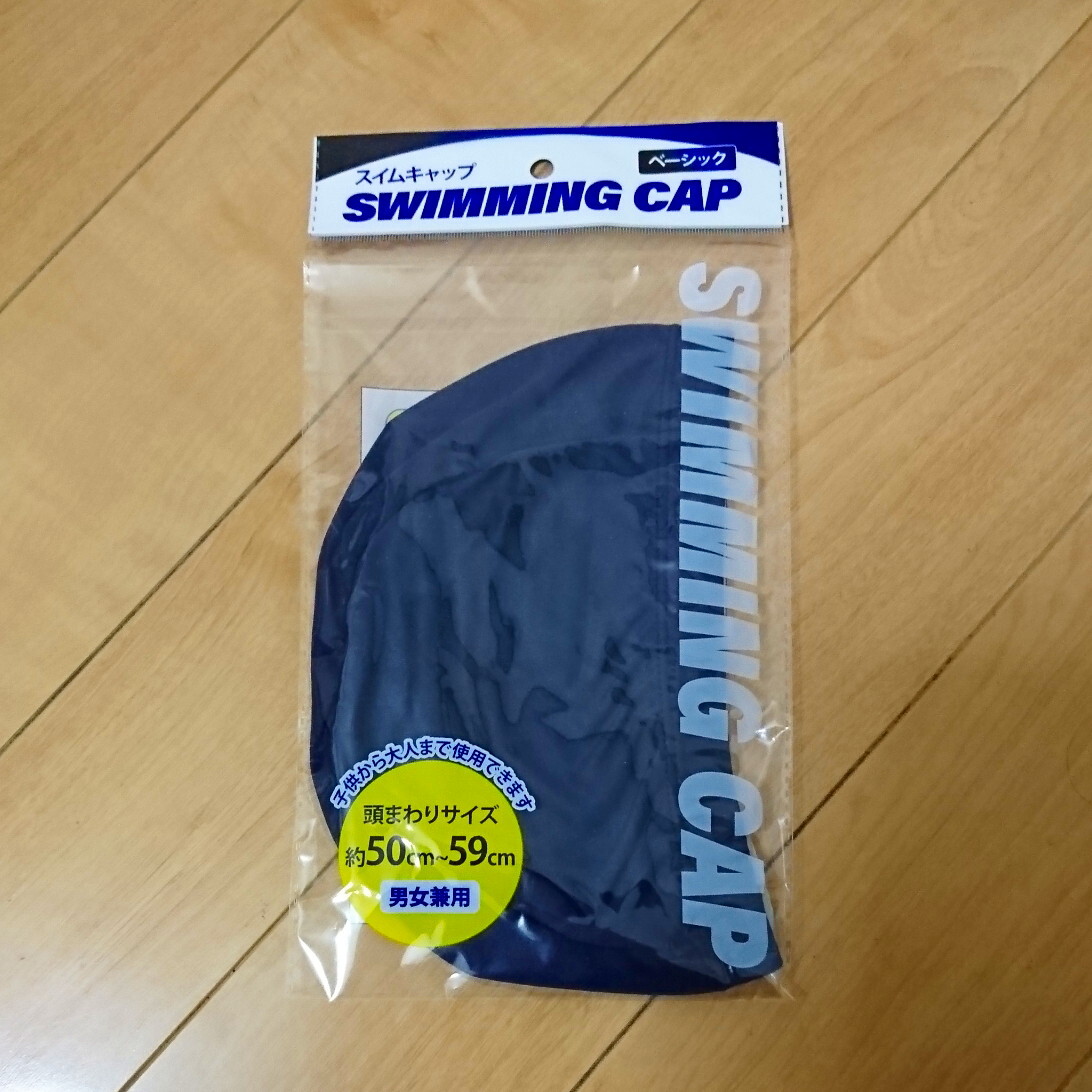 スイムキャップ
ベーシック
SWIMMING CAP
SWIMMING CAP
子供から大人まで使用できます
頭まわりサイズ
約50cm~59cm
男女兼用